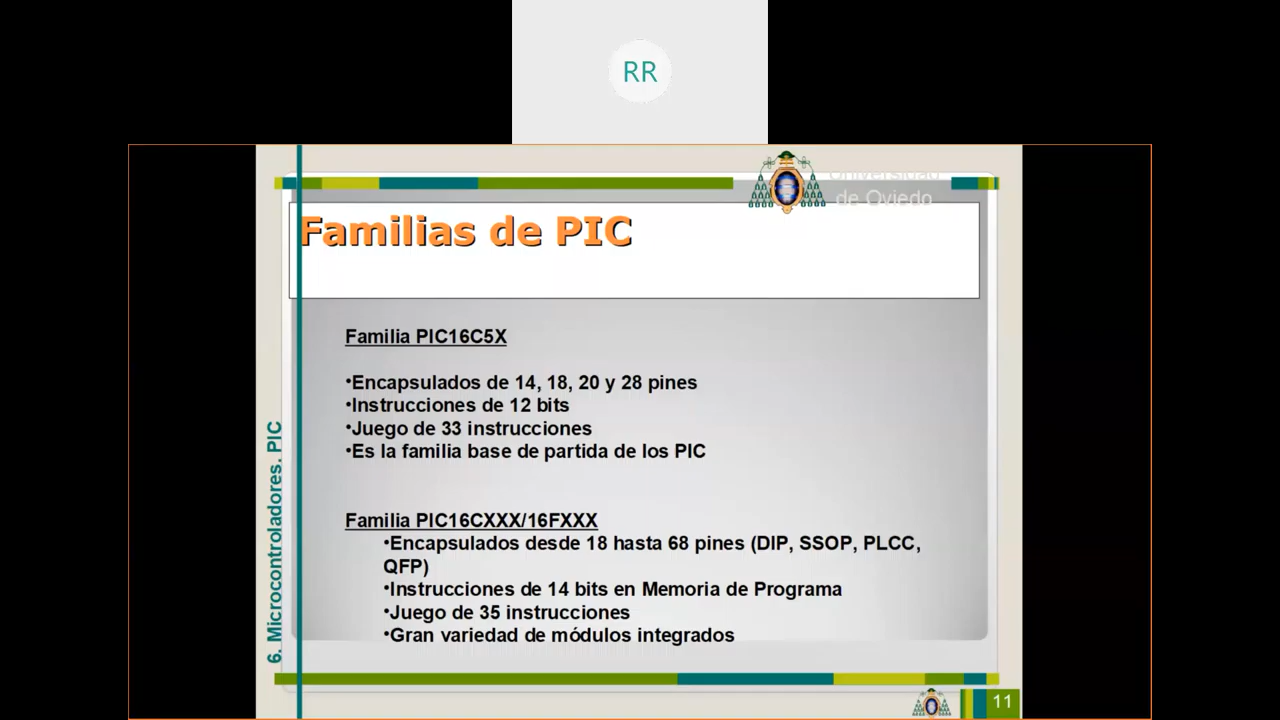 RR
Universidad
de Oviedo
Familias de PIC
Familia PIC16C5X
•Encapsulados de 14, 18, 20 y 28 pines
•Instrucciones de 12 bits
•Juego de 33 instrucciones
•Es la familia base de partida de los PIC
Familia PIC16CXXX/16FXXX
•Encapsulados desde 18 hasta 68 pines (DIP, SSOP, PLCC,
QFP)
•Instrucciones de 14 bits en Memoria de Programa
•Juego de 35 instrucciones
•Gran variedad de módulos integrados
6. Microcontroladores. PIC
11